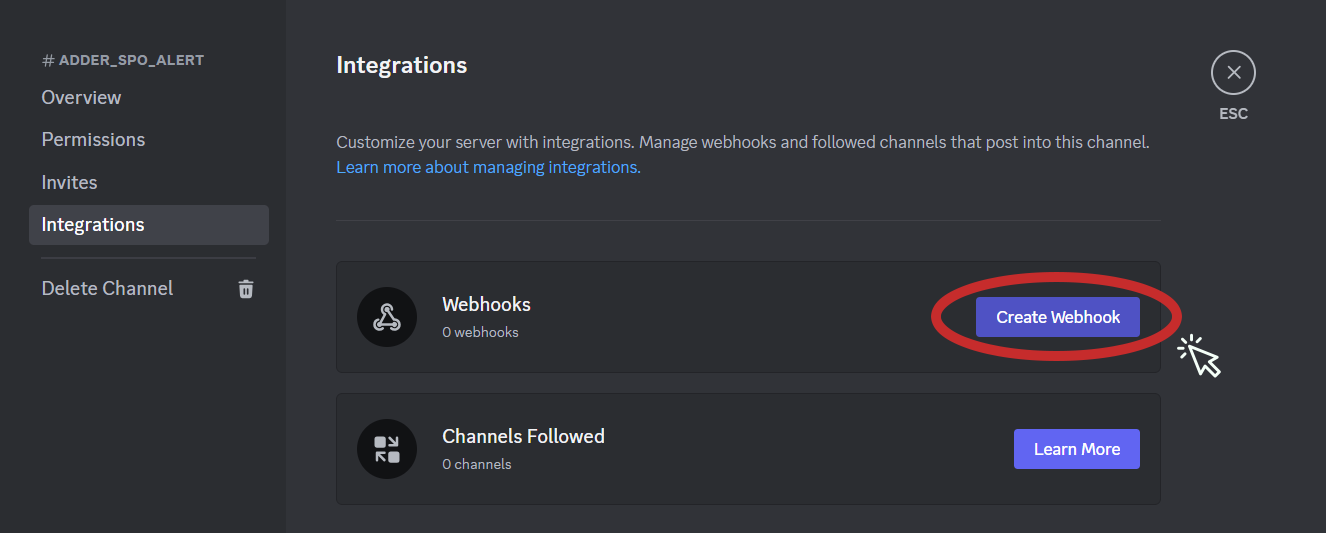 # ADDER_SPO_ALERT
Overview
Permissions
Invites
Integrations
Delete Channel
Integrations
Customize your server with integrations. Manage webhooks and followed channels that post into this channel.
Learn more about managing integrations.
Webhooks
0 webhooks
Create Webhook
Channels Followed
0 channels
Learn More
ESC